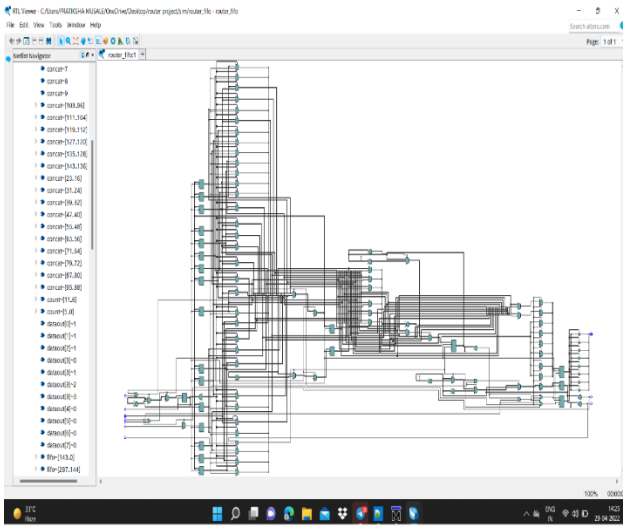 RTL Viewer - C:/Users/PRATIKSHA MUSALE/OneDrive/Desktop/router project/sim/router_fifo - router_fifo
File Edit View Tools Window Help
Search altera.com
Page: 1 of 1
Netlist Navigator
router_fifo:1
concat~7
concat~8
concat~9
concat~[103..96]
concat~[111..104]
concat~[119..112]
concat~[127..120]
concat~[135..128]
concat~[143..136]
concat~[23..16]
concat~[31..24]
concat~[39..32]
concat~[47..40]
concat~[55..48]
concat~[63..56]
concat~[71..64]
concat~[79..72]
concat~[87..80]
concat~[95..88]
count~[11..6]
count~[5..0]
dataout[0]~1
dataout[1]~1
dataout[2]~1
dataout[3]~0
dataout[3]~1
dataout[3]~2
dataout[3]~3
dataout[4]~0
dataout[5]~0
dataout[6]~0
dataout[7]~0
fifo~[143..0]
fifo~[287..144]
100%
33°C
Haze
ENG
IN
1425
29-04-2022